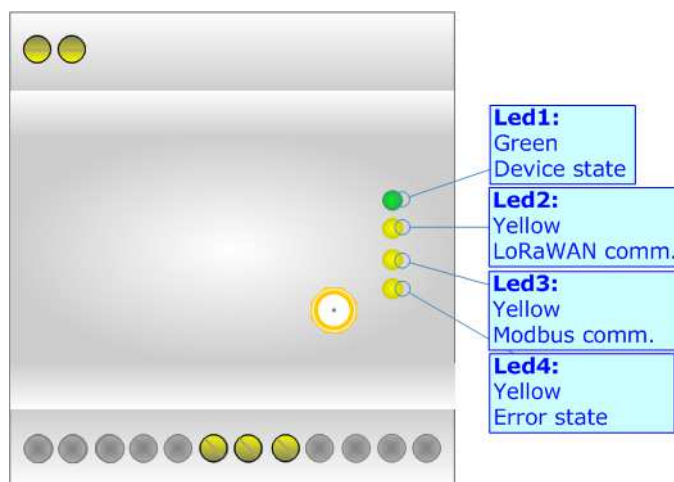 Led1:
Green
Device state
Led2:
Yellow
LoRaWAN comm.
Led3:
Yellow
Modbus comm.
Led4:
Yellow
Error state